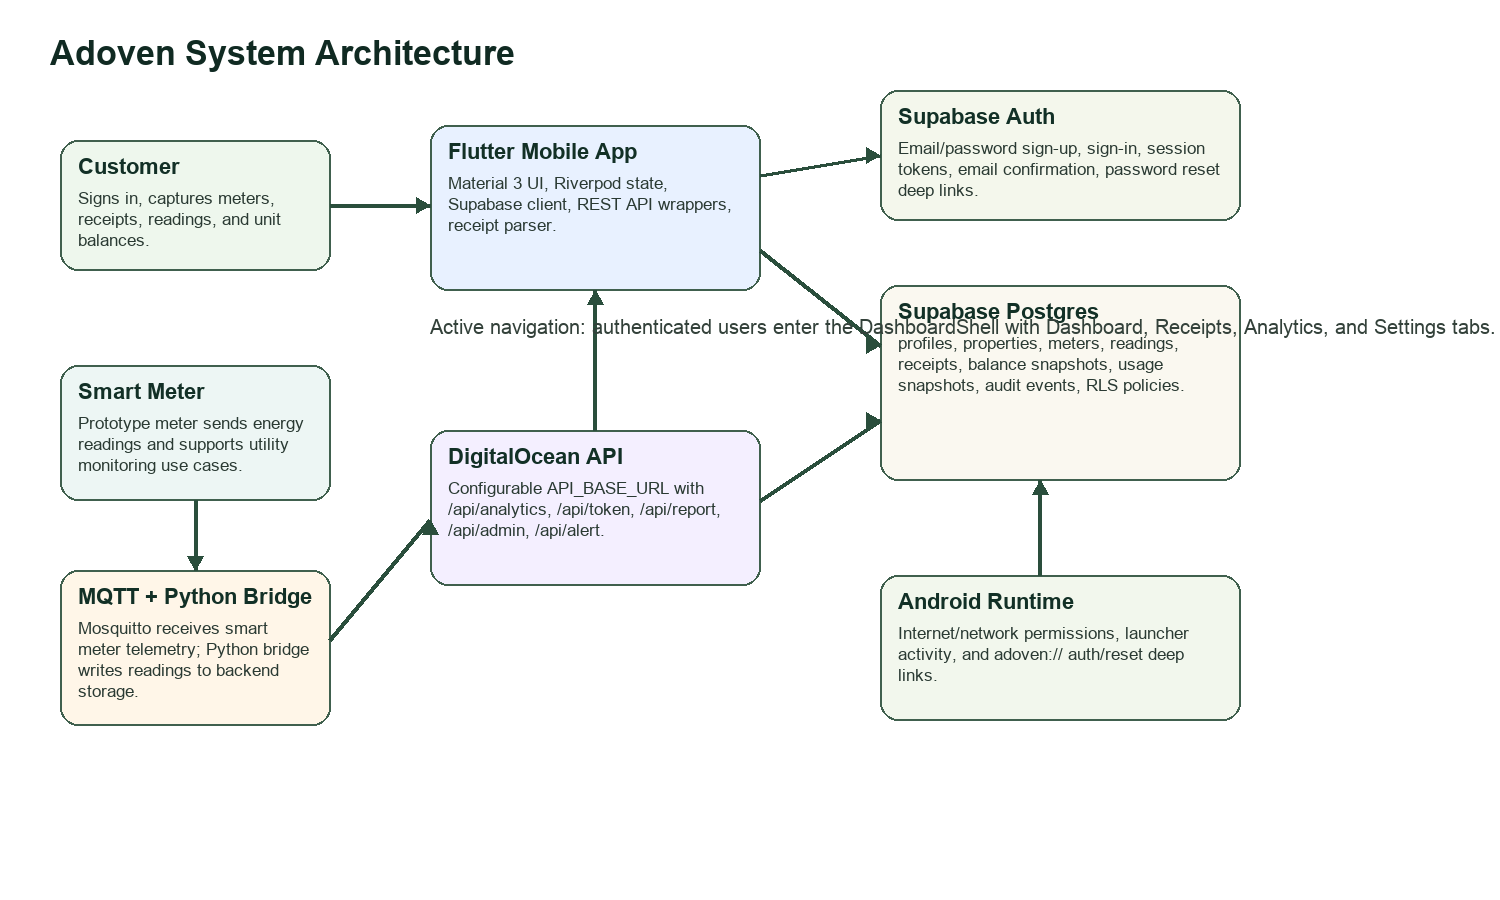 Adoven System Architecture
Customer
Signs in, captures meters,
receipts, readings, and unit
balances.
Flutter Mobile App
Material 3 UI, Riverpod state,
Supabase client, REST API wrappers,
receipt parser.
Supabase Auth
Email/password sign-up, sign-in, session
tokens, email confirmation, password reset
deep links.
Active navigation: authenticated users enter the DashboardShell with Dashboard, Receipts, Analytics, and Settings tabs.
Supabase Postgres
profiles, properties, meters, readings,
receipts, balance snapshots, usage
snapshots, audit events, RLS policies.
Smart Meter
Prototype meter sends energy
readings and supports utility
monitoring use cases.
DigitalOcean API
Configurable API_BASE_URL with
/api/analytics, /api/token, /api/report,
/api/admin, /api/alert.
MQTT + Python Bridge
Mosquitto receives smart
meter telemetry; Python bridge
writes readings to backend
storage.
Android Runtime
Internet/network permissions, launcher
activity, and adoven:// auth/reset deep
links.